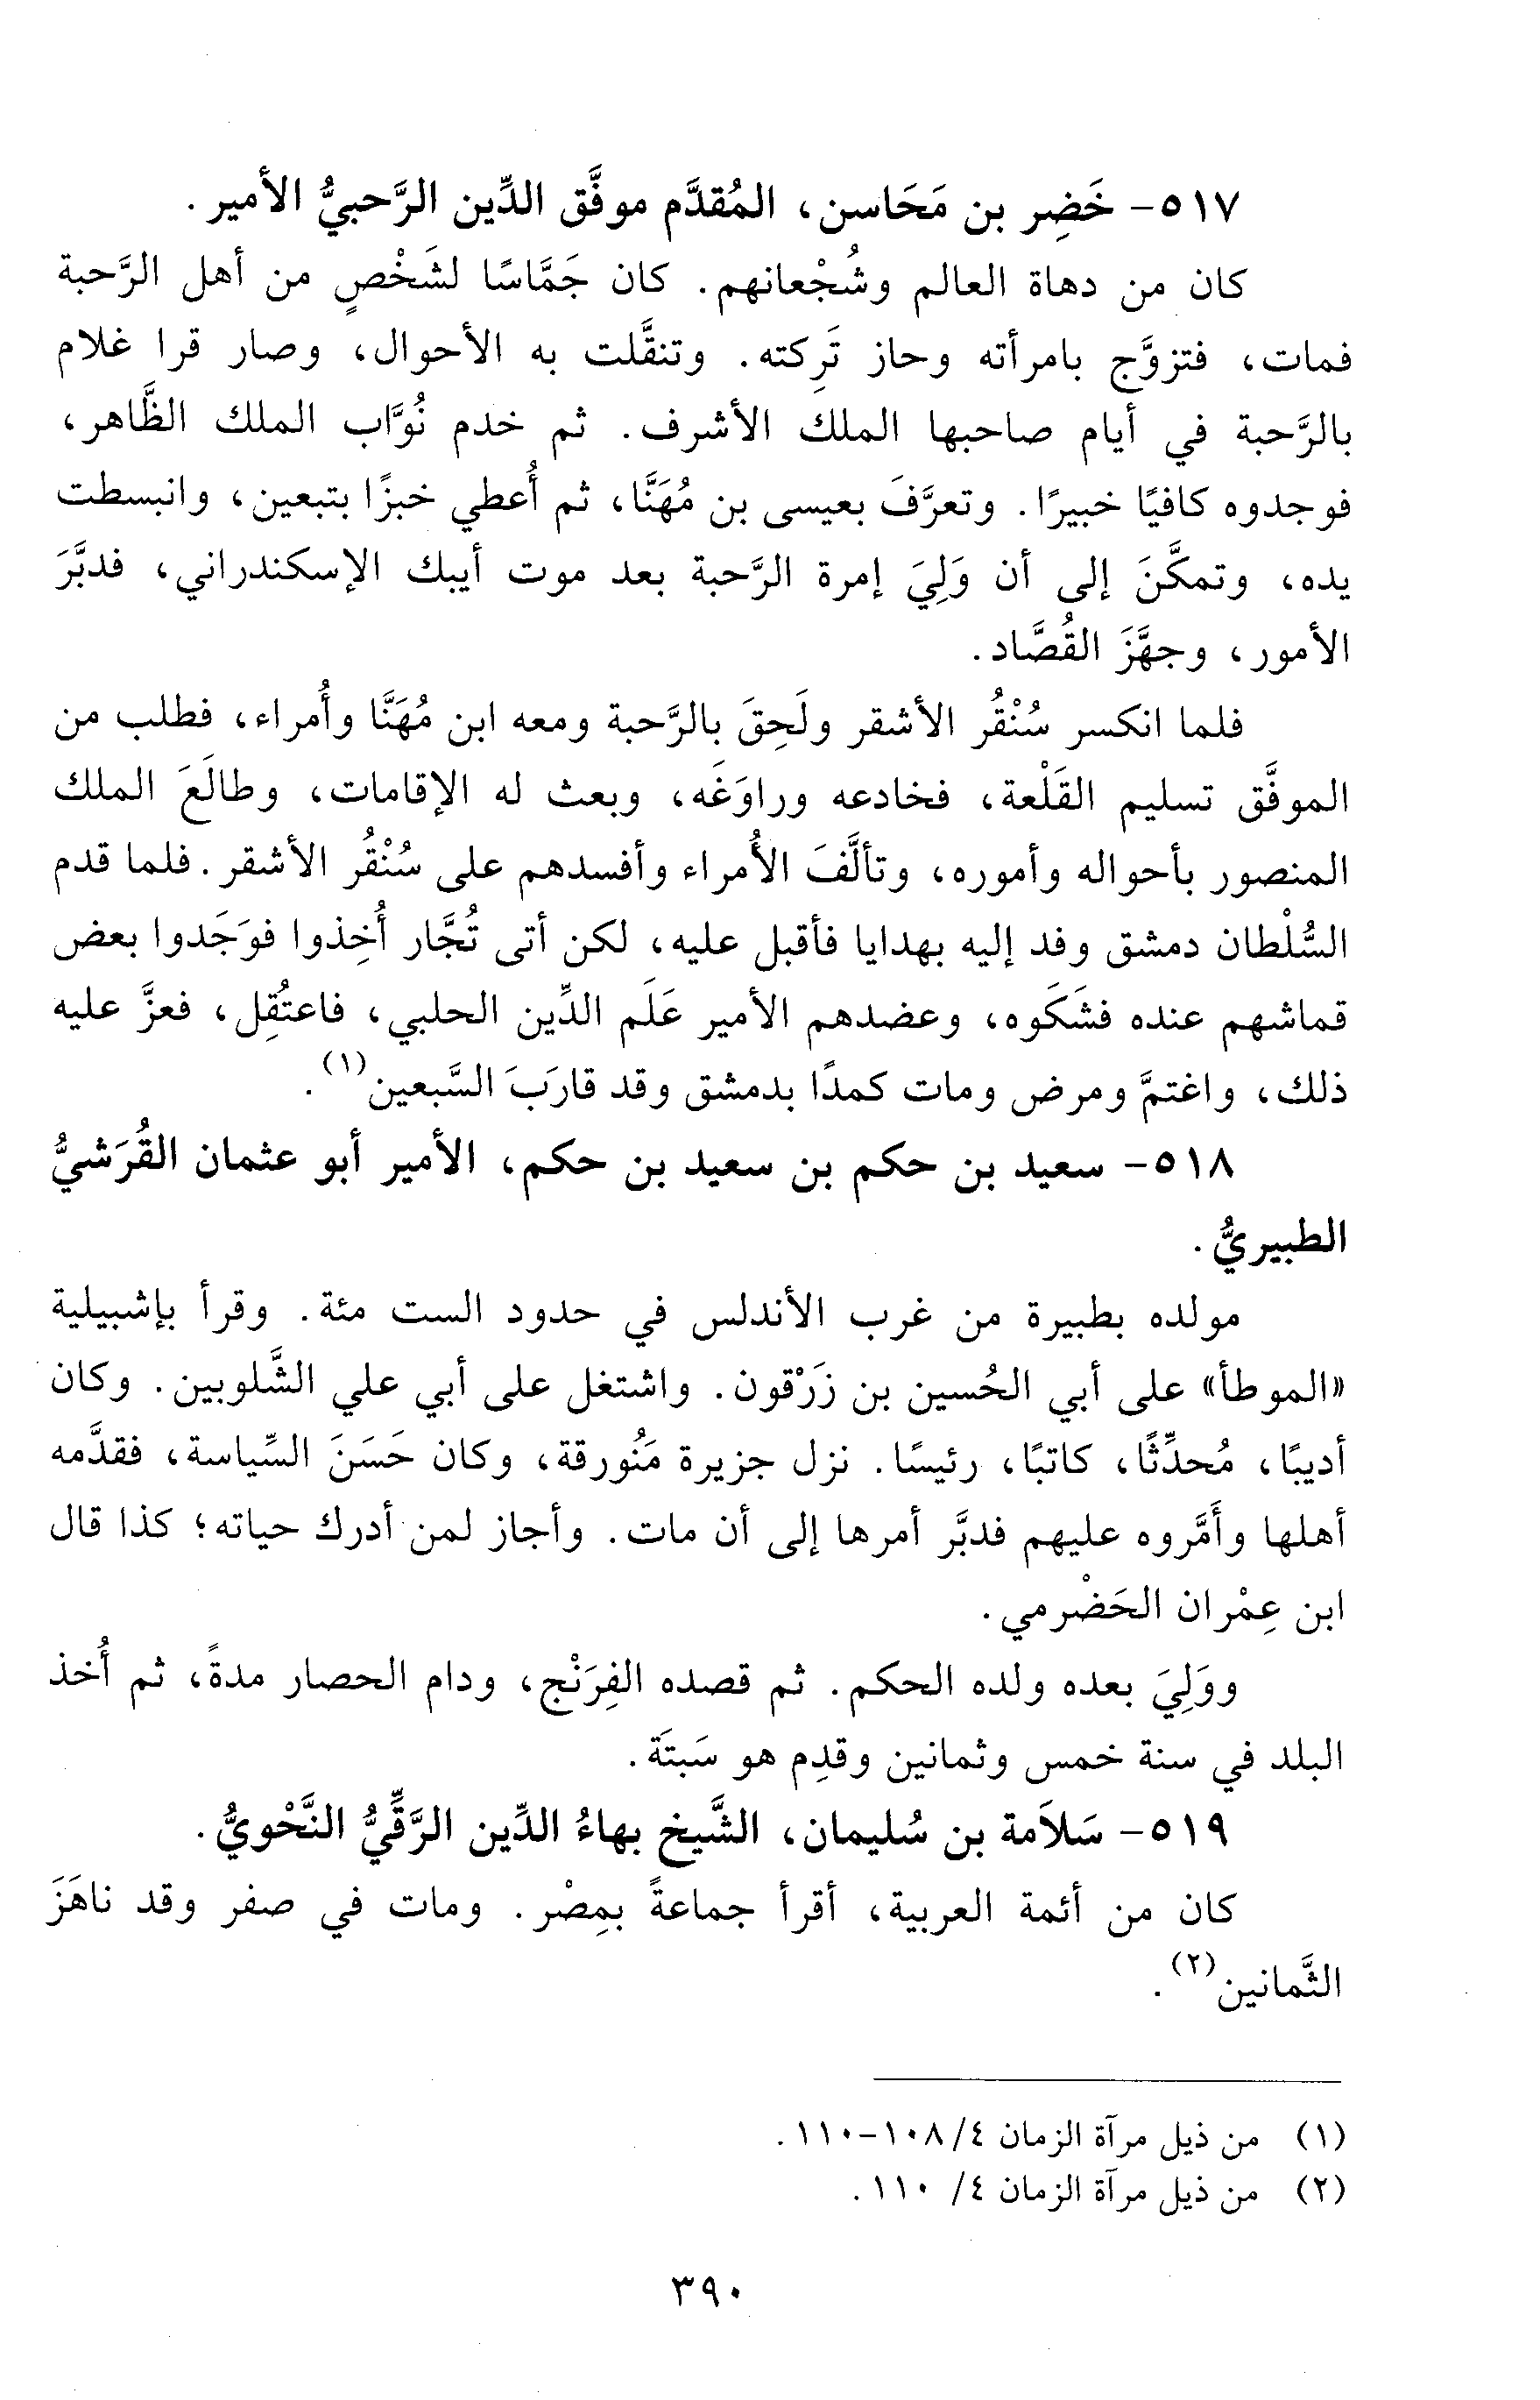 ٥١٧- خَضِر بن مَحَاسن، المُقدَّم موفَّق الدِّين الرَّحبيُّ الأمير.
كان من دهاة العالم وشُجْعانهم. كان جَمَّاسًا لشَخْصٍ من أهل الرَّحبة
فمات، فتزوَّج بامرأته وحاز تَرِكته. وتنقَّلت به الأحوال، وصار قرا غلام
بالرَّحبة في أيام صاحبها الملك الأشرف. ثم خدم نُوَّاب الملك الظَّاهر،
فوجدوه كافيًا خبيرًا. وتعرَّفَ بعيسى بن مُهَنَّا، ثم أُعطي خبزًا بتبعين، وانبسطت
يده، وتمكَّنَ إلى أن وَلِيَ إمرة الرَّحبة بعد موت أيبك الإسكندراني، فدبَّرَ
الأمور، وجهَّزَ القُصَّاد.
فلما انكسر سُنْقُر الأشقر ولَحِقَ بالرَّحبة ومعه ابن مُهَنَّا وأُمراء، فطلب من
الموفَّق تسليم القَلْعة، فخادعه وراوَغَه، وبعث له الإقامات، وطالَعَ الملك
المنصور بأحواله وأموره، وتألَّفَ الأُمراء وأفسدهم على سُنْقُر الأشقر. فلما قدم
السُّلْطان دمشق وفد إليه بهدايا فأقبل عليه، لكن أتى تُجَّار أُخِذوا فوَجَدوا بعض
قماشهم عنده فشَكَوه، وعضدهم الأمير عَلَم الدِّين الحلبي، فاعتُقِل، فعزَّ عليه
ذلك، واغتمَّ ومرض ومات كمدًا بدمشق وقد قارَبَ السَّبعين(١).
٥١٨- سعيد بن حكم بن سعيد بن حكم، الأمير أبو عثمان القُرَشيُّ
الطبيريُّ.
مولده بطبيرة من غرب الأندلس في حدود الست مئة. وقرأ بإشبيلية
«الموطأ» على أبي الحُسين بن زَرْقون. واشتغل على أبي علي الشَّلوبين. وكان
أديبًا، مُحدِّثًا، كاتبًا، رئيسًا. نزل جزيرة مَنُورقة، وكان حَسَنَ السِّياسة، فقدَّمه
أهلها وأَمَّروه عليهم فدبَّر أمرها إلى أن مات. وأجاز لمن أدرك حياته؛ كذا قال
ابن عِمْران الحَضْرمي.
ووَلِيَ بعده ولده الحكم. ثم قصده الفِرَنْج، ودام الحصار مدةً، ثم أُخذ
البلد في سنة خمس وثمانين وقدِم هو سَبتَة.
٥١٩- سَلاَمة بن سُليمان، الشَّيخ بهاءُ الدِّين الرَّقِّيُّ النَّحْويُّ.
كان من أئمة العربية، أقرأ جماعةً بمِصْر. ومات في صفر وقد ناهَزَ
الثَّمانين(٢).
(١) من ذيل مرآة الزمان ٤/ ١٠٨-١١٠.
(٢) من ذيل مرآة الزمان ٤/ ١١٠.
٣٩٠